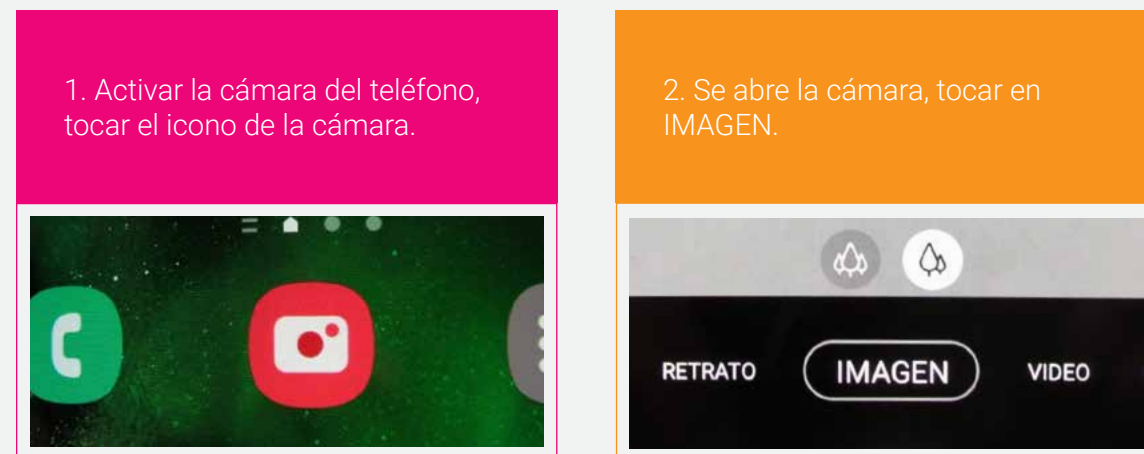 1. Activar la cámara del teléfono,
tocar el icono de la cámara.
2. Se abre la cámara, tocar en
IMAGEN.
RETRATO IMAGEN VIDEO